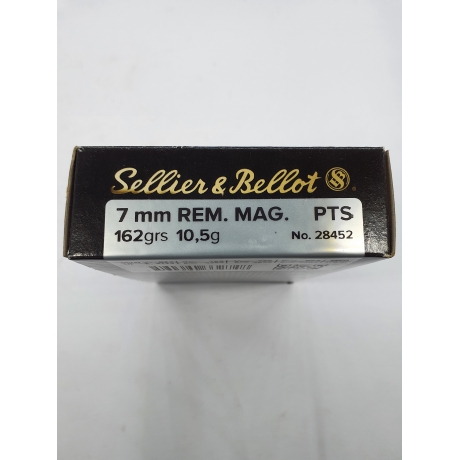 Sellier & Bellot
7 mm REM. MAG. PTS
162grs 10,5g No. 28452